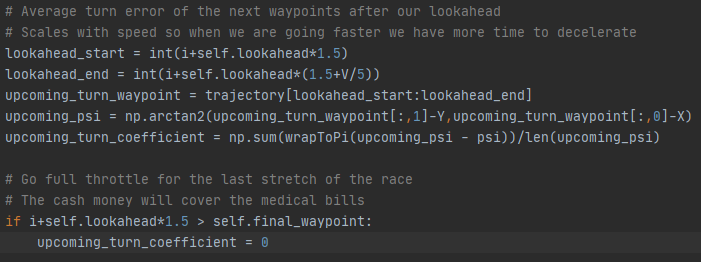 # Average turn error of the next waypoints after our lookahead
# Scales with speed so when we are going faster we have more time to decelerate
lookahead_start = int(i+self.lookahead*1.5)
lookahead_end = int(i+self.lookahead*(1.5+V/5))
upcoming_turn_waypoint = trajectory[lookahead_start:lookahead_end]
upcoming_psi = np.arctan2(upcoming_turn_waypoint[:,1]-Y,upcoming_turn_waypoint[:,0]-X)
upcoming_turn_coefficient = np.sum(wrapToPi(upcoming_psi - psi))/len(upcoming_psi)
# Go full throttle for the last stretch of the race
# The cash money will cover the medical bills
if i+self.lookahead*1.5 > self.final_waypoint:
    upcoming_turn_coefficient = 0